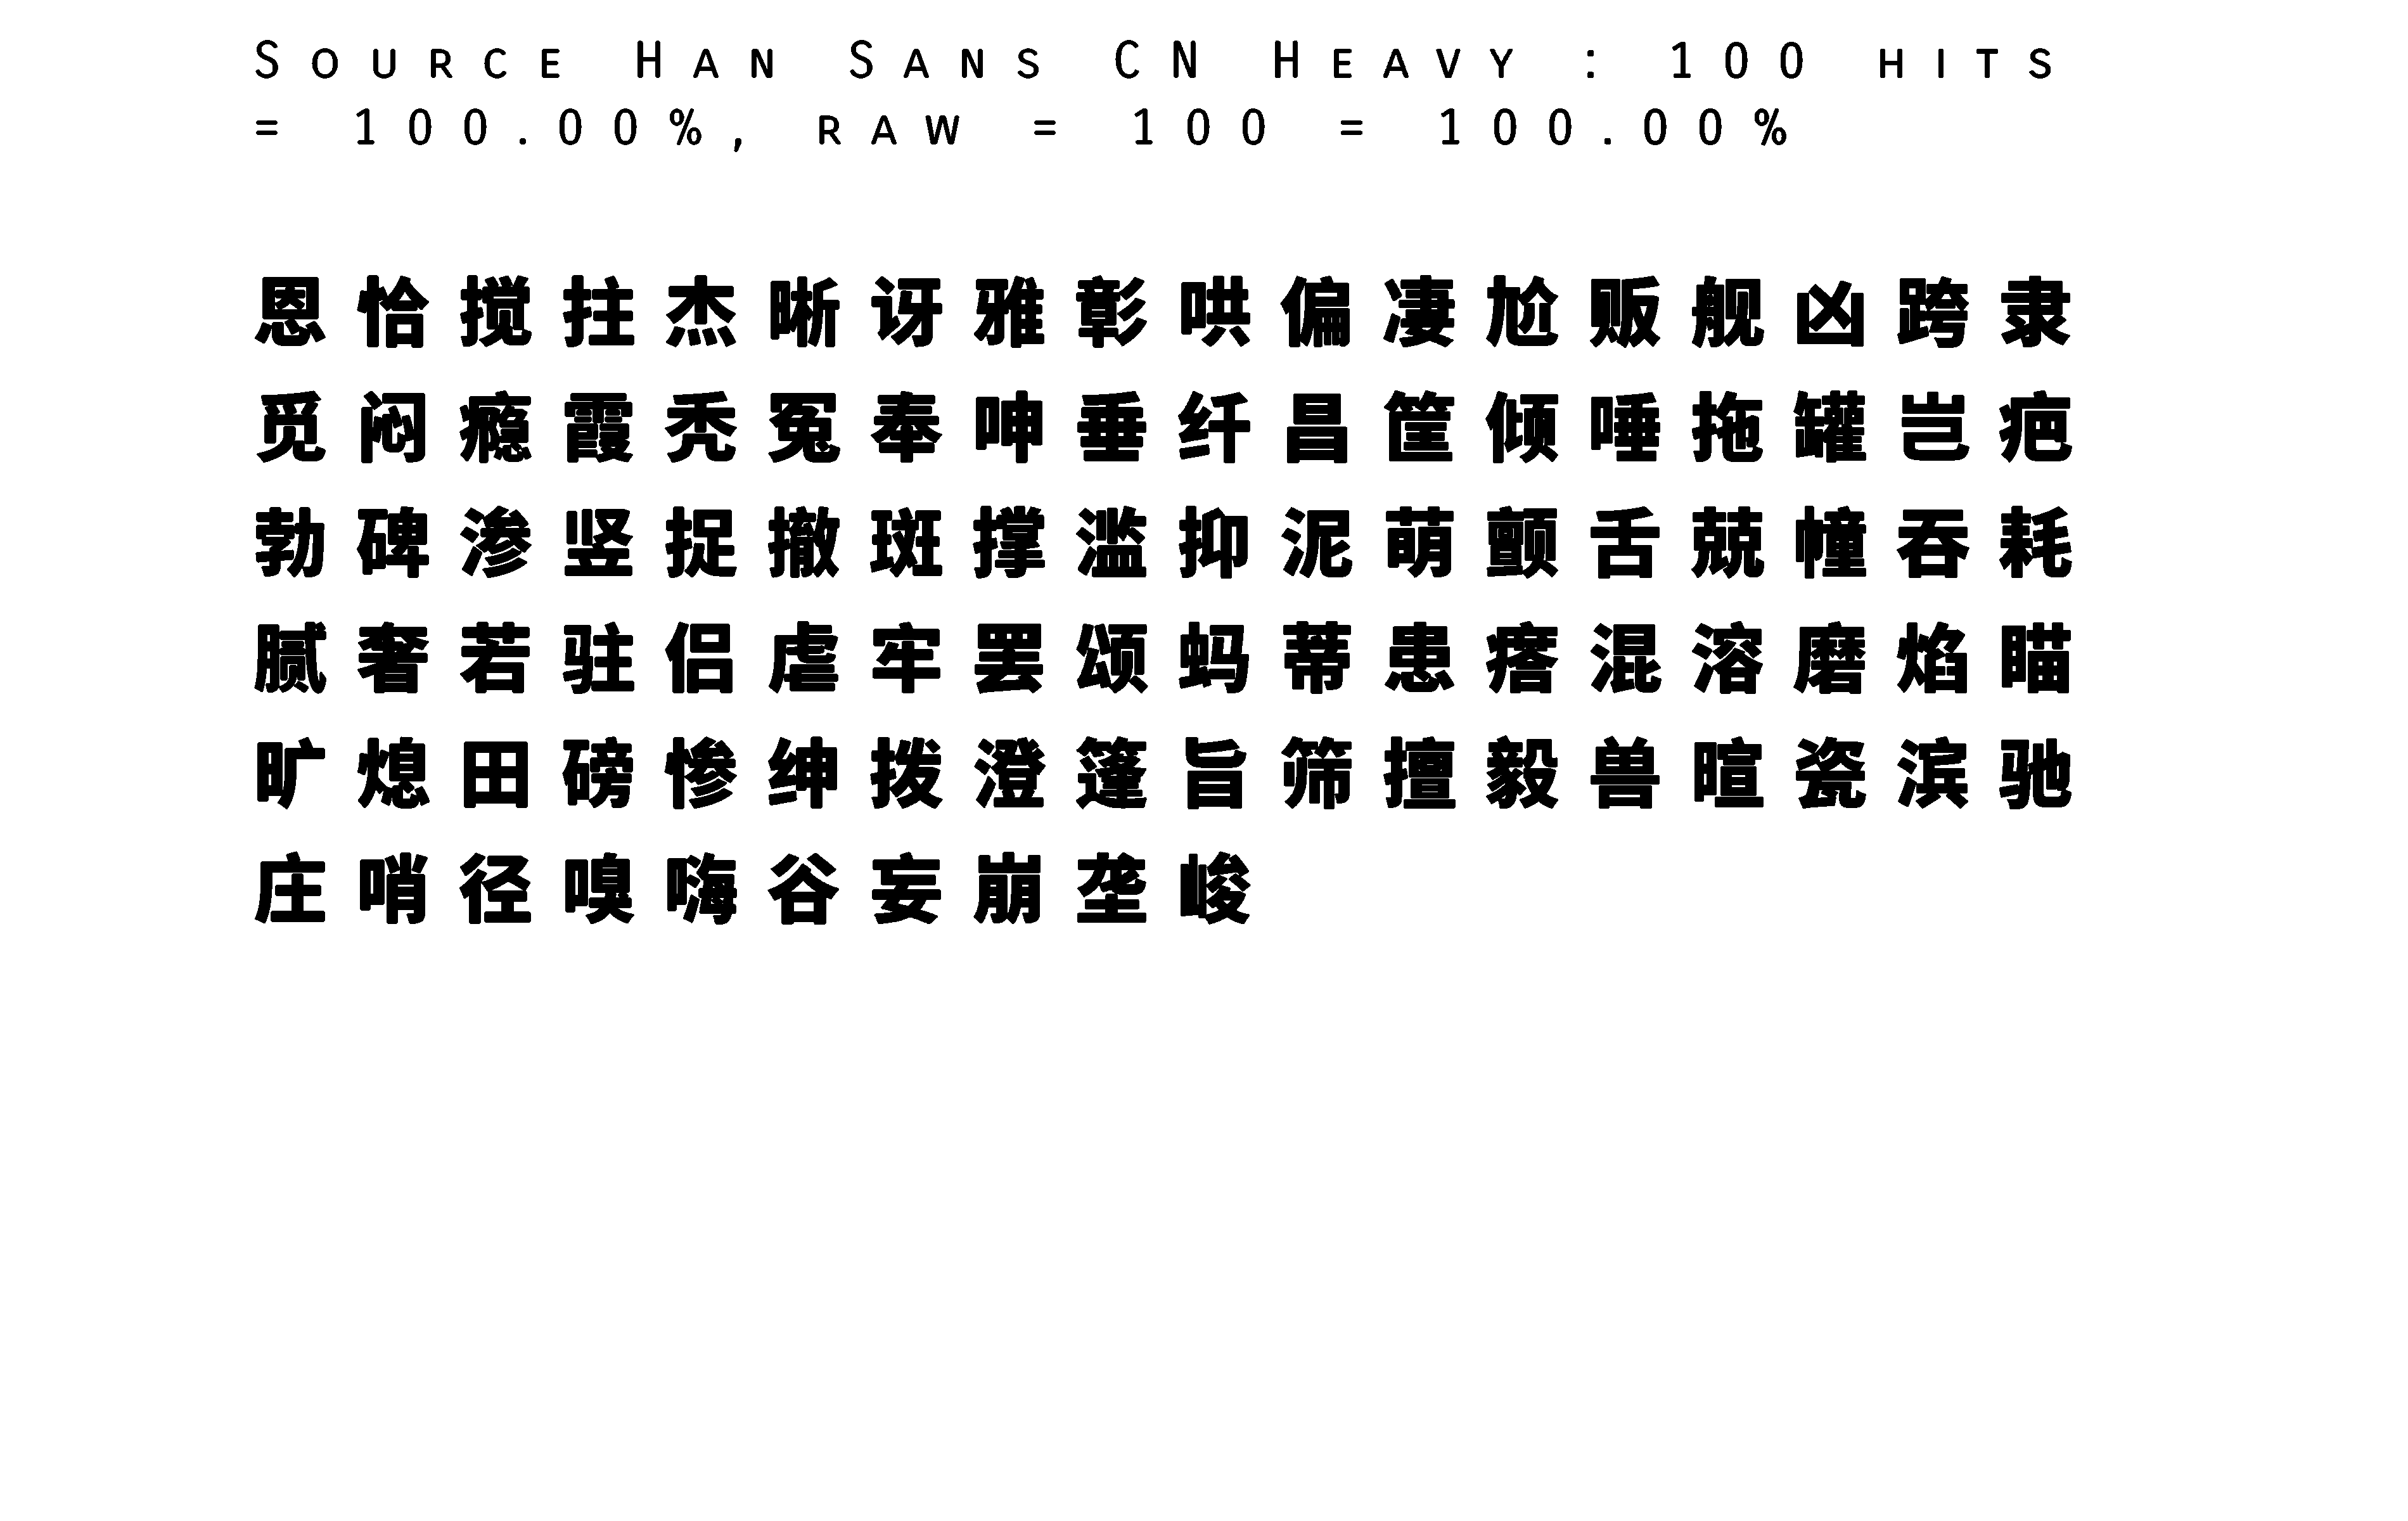 Source Han Sans CN Heavy : 100 hits
= 100.00%, raw = 100 = 100.00%
恩恰搅拄杰晰讶雅彰哄偏凄尬贩舰凶跨隶
觅闷瘾霞秃冤奉呻垂纤昌筐倾唾拖罐岂疤
勃碑渗竖捉撤斑撑滥抑泥萌颤舌兢幢吞耗
腻奢若驻侣虐牢罢颂蚂蒂患瘩混溶磨焰瞄
旷熄田磅惨绅拨澄篷旨筛擅毅兽暄瓷滨驰
庄哨径嗅嗨谷妄崩垄峻